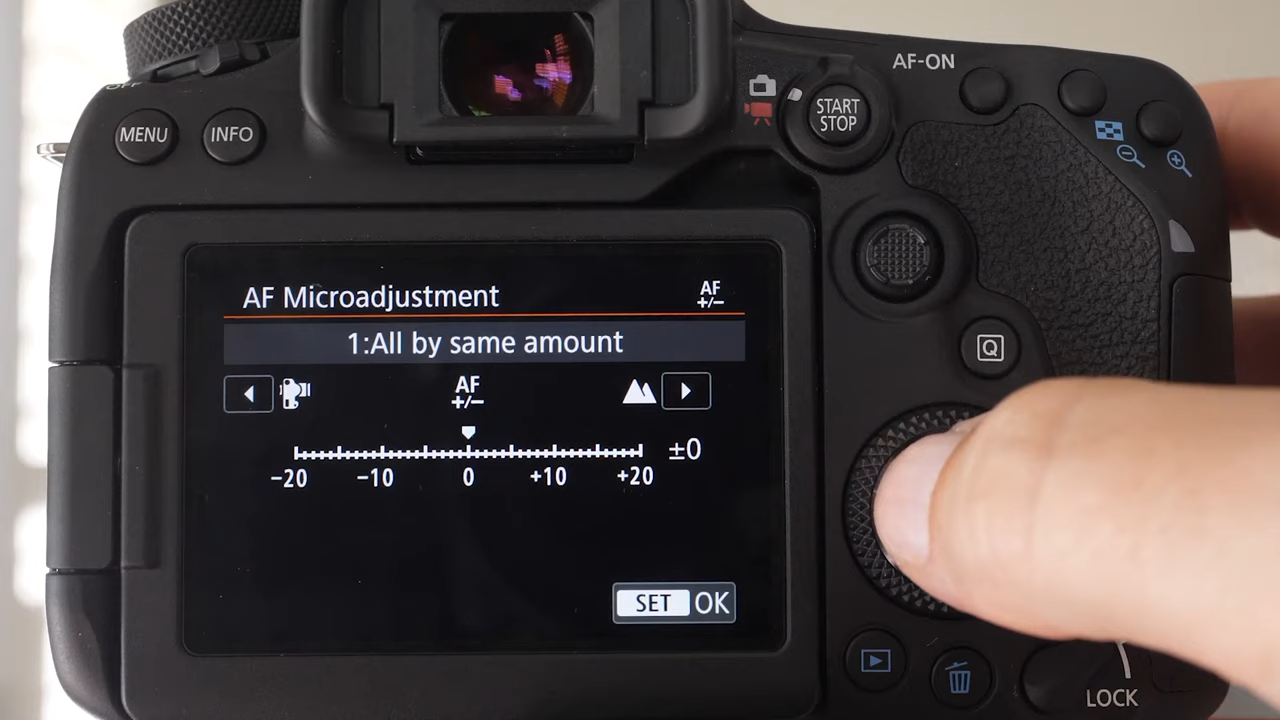 AF-ON
OFF
MENU
INFO
START
STOP
AF Microadjustment
AF
+/−
1:All by same amount
AF
+/−
±0
−20 −10 0 +10 +20
Q
SET OK
LOCK